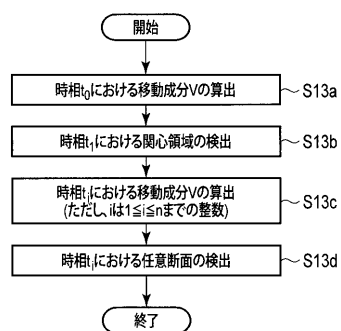 開始
時相t₀における移動成分Vの算出
S13a
時相t₁における関心領域の検出
S13b
時相tᵢにおける移動成分Vの算出
(ただし、iは1≦i≦nまでの整数)
S13c
時相tᵢにおける任意断面の検出
S13d
終了